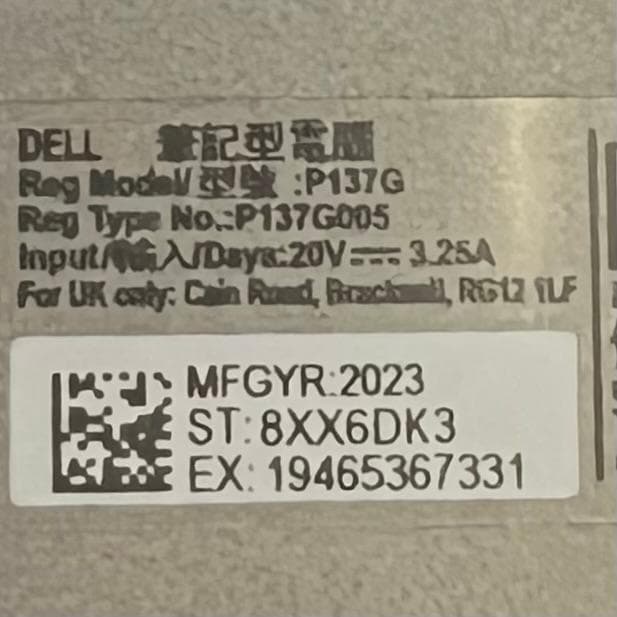 DELL 筆記型電腦
Reg Model/型號 :P137G
Reg Type No.:P137G005
Input/輸入/Daya:20V⎓ 3.25A
For UK only: Cain Road, Bracknell, RG12 1LF
MFGYR:2023
ST:8XX6DK3
EX: 19465367331